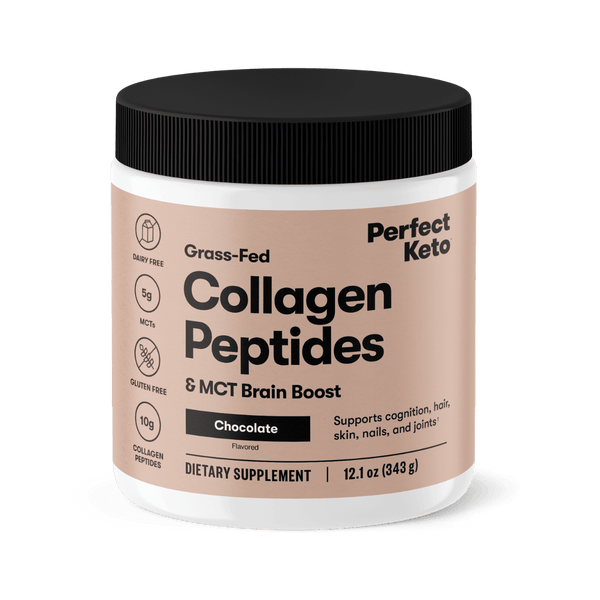 Perfect
Keto
Grass-Fed
Collagen
Peptides
& MCT Brain Boost
Chocolate
Flavored
Supports cognition, hair,
skin, nails, and joints¹
DIETARY SUPPLEMENT | 12.1 oz (343 g)
DAIRY FREE
5g
MCTs
GLUTEN FREE
10g
COLLAGEN
PEPTIDES